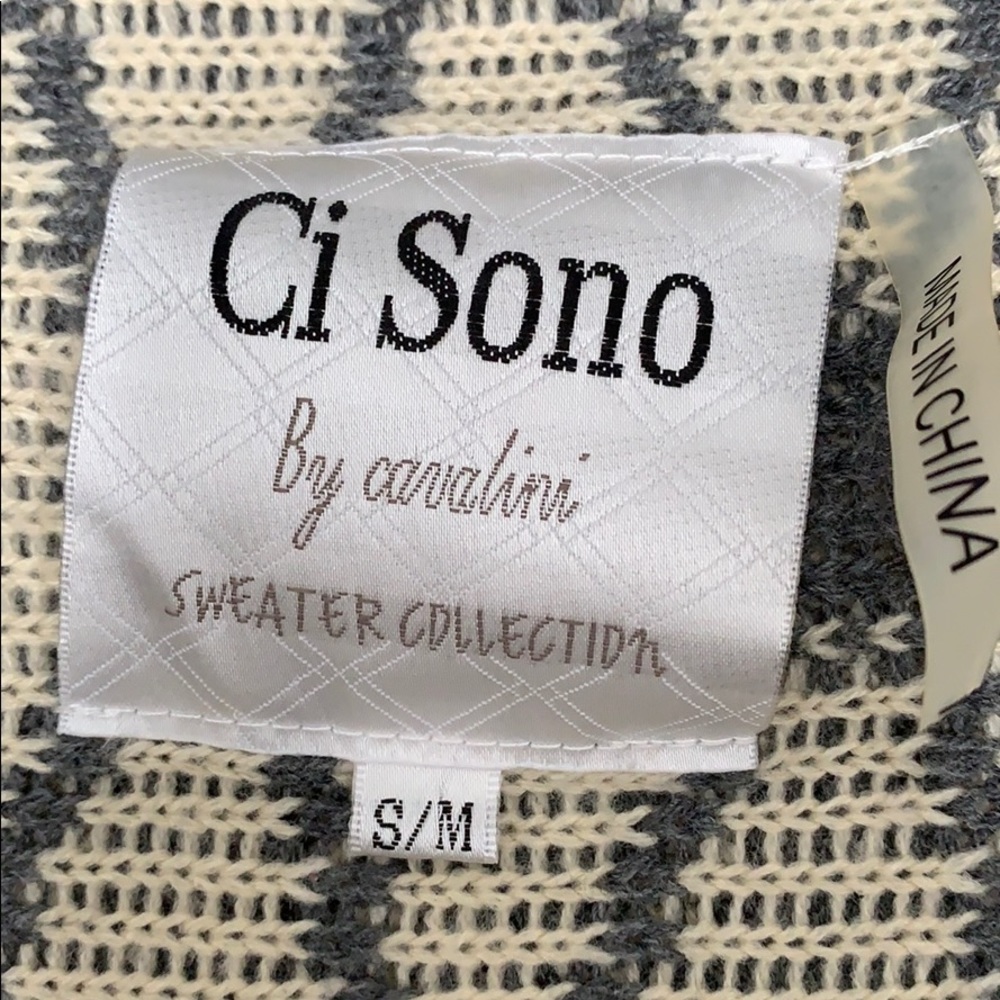 Ci Sono
By cavalini
SWEATER COLLECTION
S/M
MADE IN CHINA